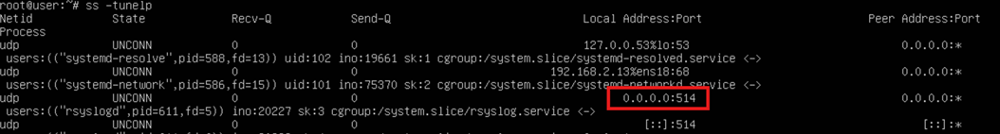 root@user:~# ss -tunelp
Netid State Recv-Q Send-Q Local Address:Port Peer Address:Port
Process
udp UNCONN 0 0 127.0.0.53%lo:53 0.0.0.0:*
users:(("systemd-resolve",pid=588,fd=13)) uid:102 ino:19661 sk:1 cgroup:/system.slice/systemd-resolved.service <->
udp UNCONN 0 0 192.168.2.13%ens18:68 0.0.0.0:*
users:(("systemd-network",pid=586,fd=15)) uid:101 ino:75370 sk:2 cgroup:/system.slice/systemd-networkd.service <->
udp UNCONN 0 0 0.0.0.0:514 0.0.0.0:*
users:(("rsyslogd",pid=611,fd=5)) ino:20227 sk:3 cgroup:/system.slice/rsyslog.service <->
udp UNCONN 0 0 [::]:514 [::]:*